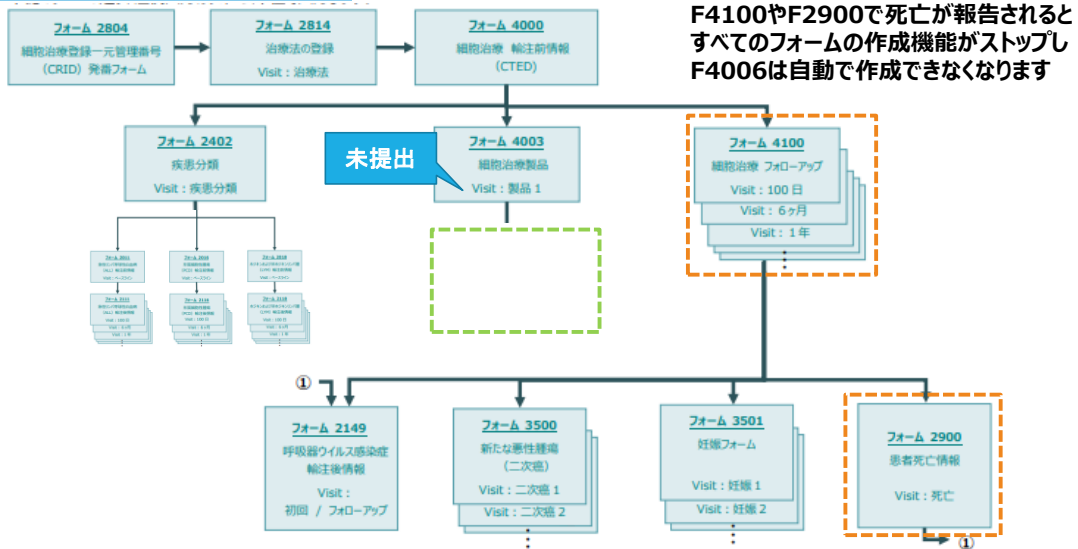 F4100やF2900で死亡が報告されると
すべてのフォームの作成機能がストップし
F4006は自動で作成できなくなります
フォーム 2804
細胞治療登録一元管理番号
（CRID）発番フォーム
フォーム 2814
治療法の登録
Visit：治療法
フォーム 4000
細胞治療 輸注前情報
（CTED）
フォーム 2402
疾患分類
Visit：疾患分類
未提出
フォーム 4003
細胞治療製品
Visit：製品 1
フォーム 4100
細胞治療 フォローアップ
Visit：100 日
Visit：6ヶ月
Visit：1 年
①
フォーム 2149
呼吸器ウイルス感染症
輸注後情報
Visit：
初回 / フォローアップ
フォーム 3500
新たな悪性腫瘍
（二次癌）
Visit：二次癌 1
Visit：二次癌 2
フォーム 3501
妊娠フォーム
Visit：妊娠 1
Visit：妊娠 2
フォーム 2900
患者死亡情報
Visit：死亡
①